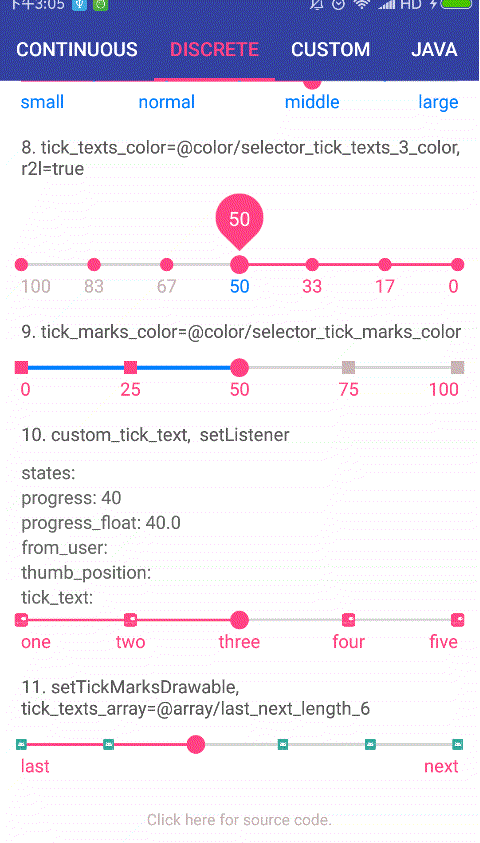 下午3:05 HD
CONTINUOUS DISCRETE CUSTOM JAVA
small normal middle large
8. tick_texts_color=@color/selector_tick_texts_3_color,
r2l=true
50
100 83 67 50 33 17 0
9. tick_marks_color=@color/selector_tick_marks_color
0 25 50 75 100
10. custom_tick_text, setListener
states:
progress: 40
progress_float: 40.0
from_user:
thumb_position:
tick_text:
one two three four five
11. setTickMarksDrawable,
tick_texts_array=@array/last_next_length_6
last next
Click here for source code.